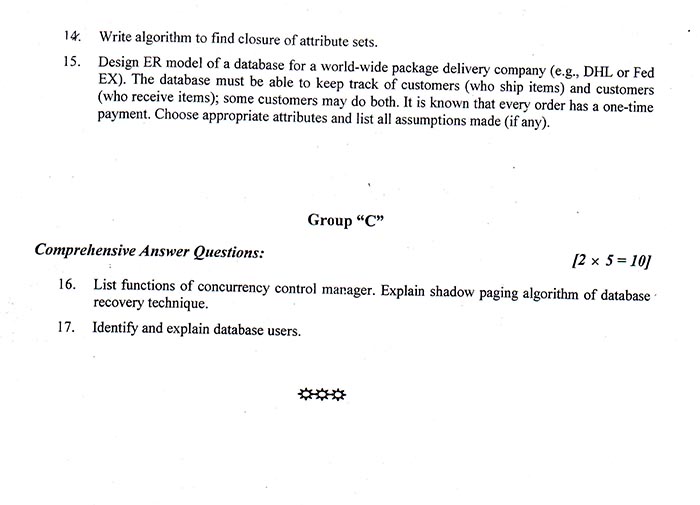 14. Write algorithm to find closure of attribute sets.
15. Design ER model of a database for a world-wide package delivery company (e.g., DHL or Fed
EX). The database must be able to keep track of customers (who ship items) and customers
(who receive items); some customers may do both. It is known that every order has a one-time
payment. Choose appropriate attributes and list all assumptions made (if any).
Group “C”
Comprehensive Answer Questions:
[2 × 5 = 10]
16. List functions of concurrency control manager. Explain shadow paging algorithm of database
recovery technique.
17. Identify and explain database users.